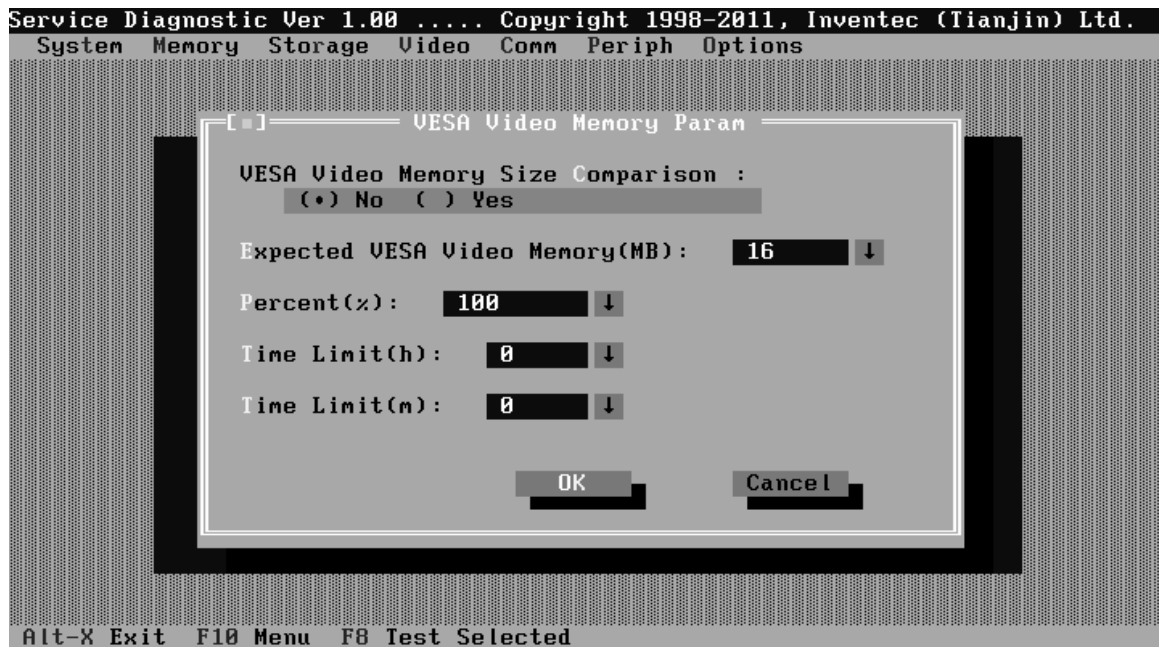 Service Diagnostic Ver 1.00 ..... Copyright 1998-2011, Inventec (Tianjin) Ltd.
System Memory Storage Video Comm Periph Options
[■] VESA Video Memory Param
VESA Video Memory Size Comparison :
(•) No ( ) Yes
Expected VESA Video Memory(MB): 16 ↓
Percent(%): 100 ↓
Time Limit(h): 0 ↓
Time Limit(m): 0 ↓
OK Cancel
Alt-X Exit F10 Menu F8 Test Selected